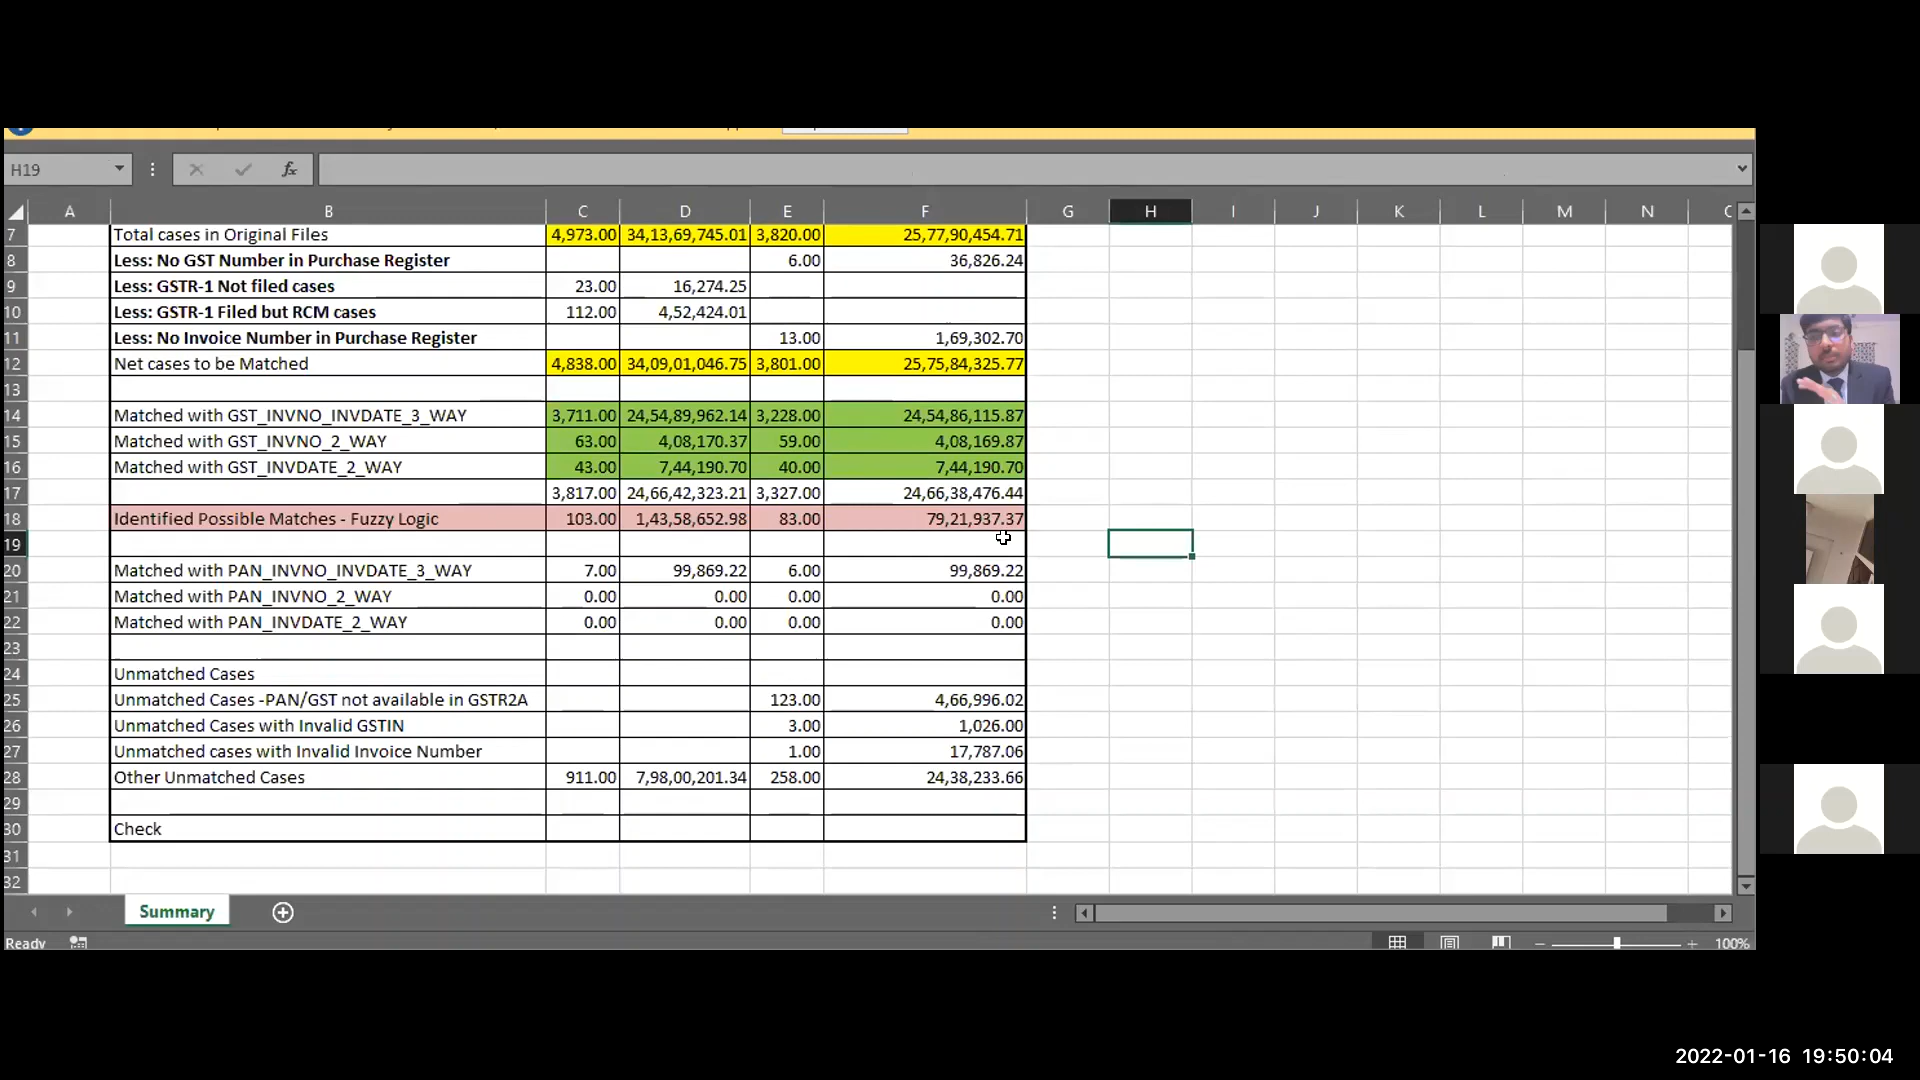 H19
fx
A B C D E F G H I J K L M N
7 Total cases in Original Files 4,973.00 34,13,69,745.01 3,820.00 25,77,90,454.71
8 Less: No GST Number in Purchase Register 6.00 36,826.24
9 Less: GSTR-1 Not filed cases 23.00 16,274.25
10 Less: GSTR-1 Filed but RCM cases 112.00 4,52,424.01
11 Less: No Invoice Number in Purchase Register 13.00 1,69,302.70
12 Net cases to be Matched 4,838.00 34,09,01,046.75 3,801.00 25,75,84,325.77
13
14 Matched with GST_INVNO_INVDATE_3_WAY 3,711.00 24,54,89,962.14 3,228.00 24,54,86,115.87
15 Matched with GST_INVNO_2_WAY 63.00 4,08,170.37 59.00 4,08,169.87
16 Matched with GST_INVDATE_2_WAY 43.00 7,44,190.70 40.00 7,44,190.70
17 3,817.00 24,66,42,323.21 3,327.00 24,66,38,476.44
18 Identified Possible Matches - Fuzzy Logic 103.00 1,43,58,652.98 83.00 79,21,937.37
19
20 Matched with PAN_INVNO_INVDATE_3_WAY 7.00 99,869.22 6.00 99,869.22
21 Matched with PAN_INVNO_2_WAY 0.00 0.00 0.00 0.00
22 Matched with PAN_INVDATE_2_WAY 0.00 0.00 0.00 0.00
23
24 Unmatched Cases
25 Unmatched Cases -PAN/GST not available in GSTR2A 123.00 4,66,996.02
26 Unmatched Cases with Invalid GSTIN 3.00 1,026.00
27 Unmatched cases with Invalid Invoice Number 1.00 17,787.06
28 Other Unmatched Cases 911.00 7,98,00,201.34 258.00 24,38,233.66
29
30 Check
31
32
Summary
Ready
100%
2022-01-16 19:50:04